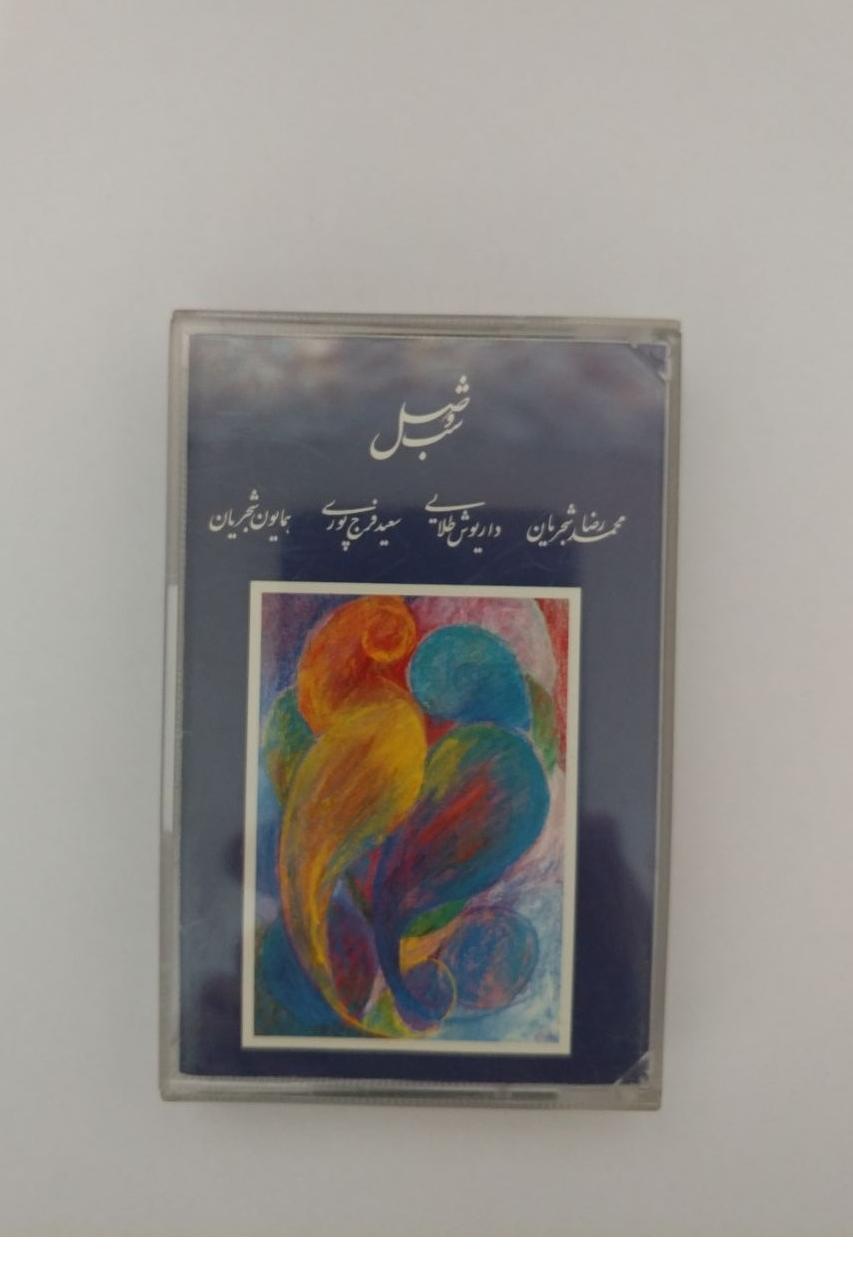 شب وصل
محمدرضا شجریان داریوش طلایی سعید فرج پوری همایون شجریان